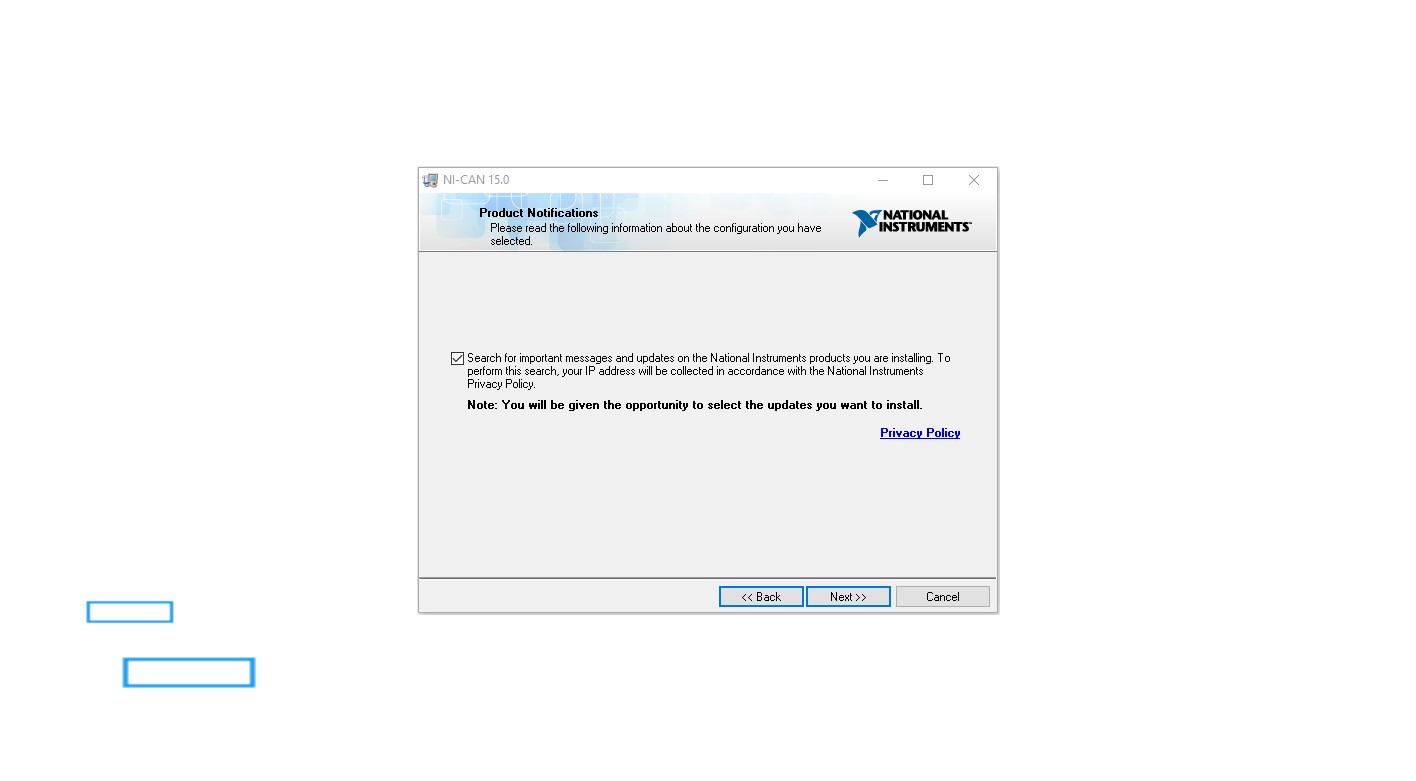 NI-CAN 15.0
Product Notifications
Please read the following information about the configuration you have
selected.
NATIONAL
INSTRUMENTS™
Search for important messages and updates on the National Instruments products you are installing. To
perform this search, your IP address will be collected in accordance with the National Instruments
Privacy Policy.
Note: You will be given the opportunity to select the updates you want to install.
Privacy Policy
<< Back
Next >>
Cancel